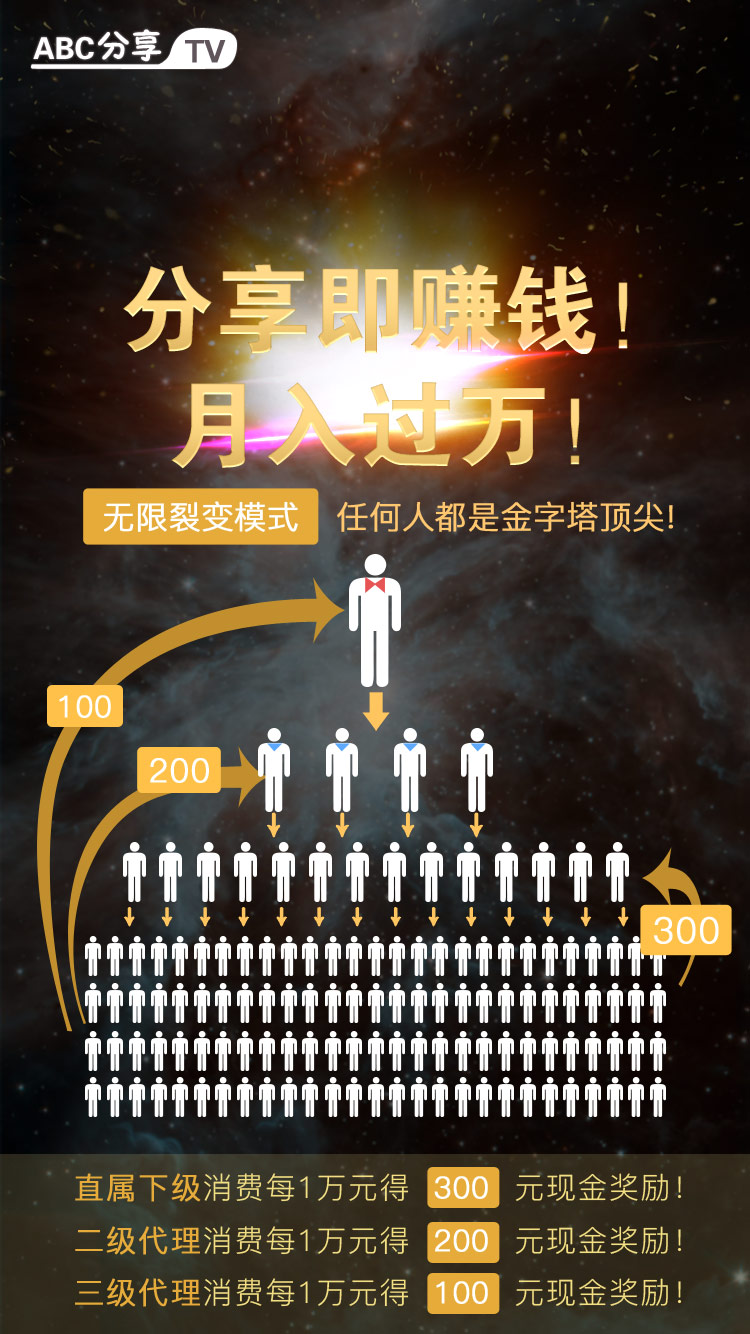 ABC分享 TV
分享即赚钱!
月入过万!
无限裂变模式 任何人都是金字塔顶尖!
100
200
300
直属下级消费每1万元得 300 元现金奖励!
二级代理消费每1万元得 200 元现金奖励!
三级代理消费每1万元得 100 元现金奖励!